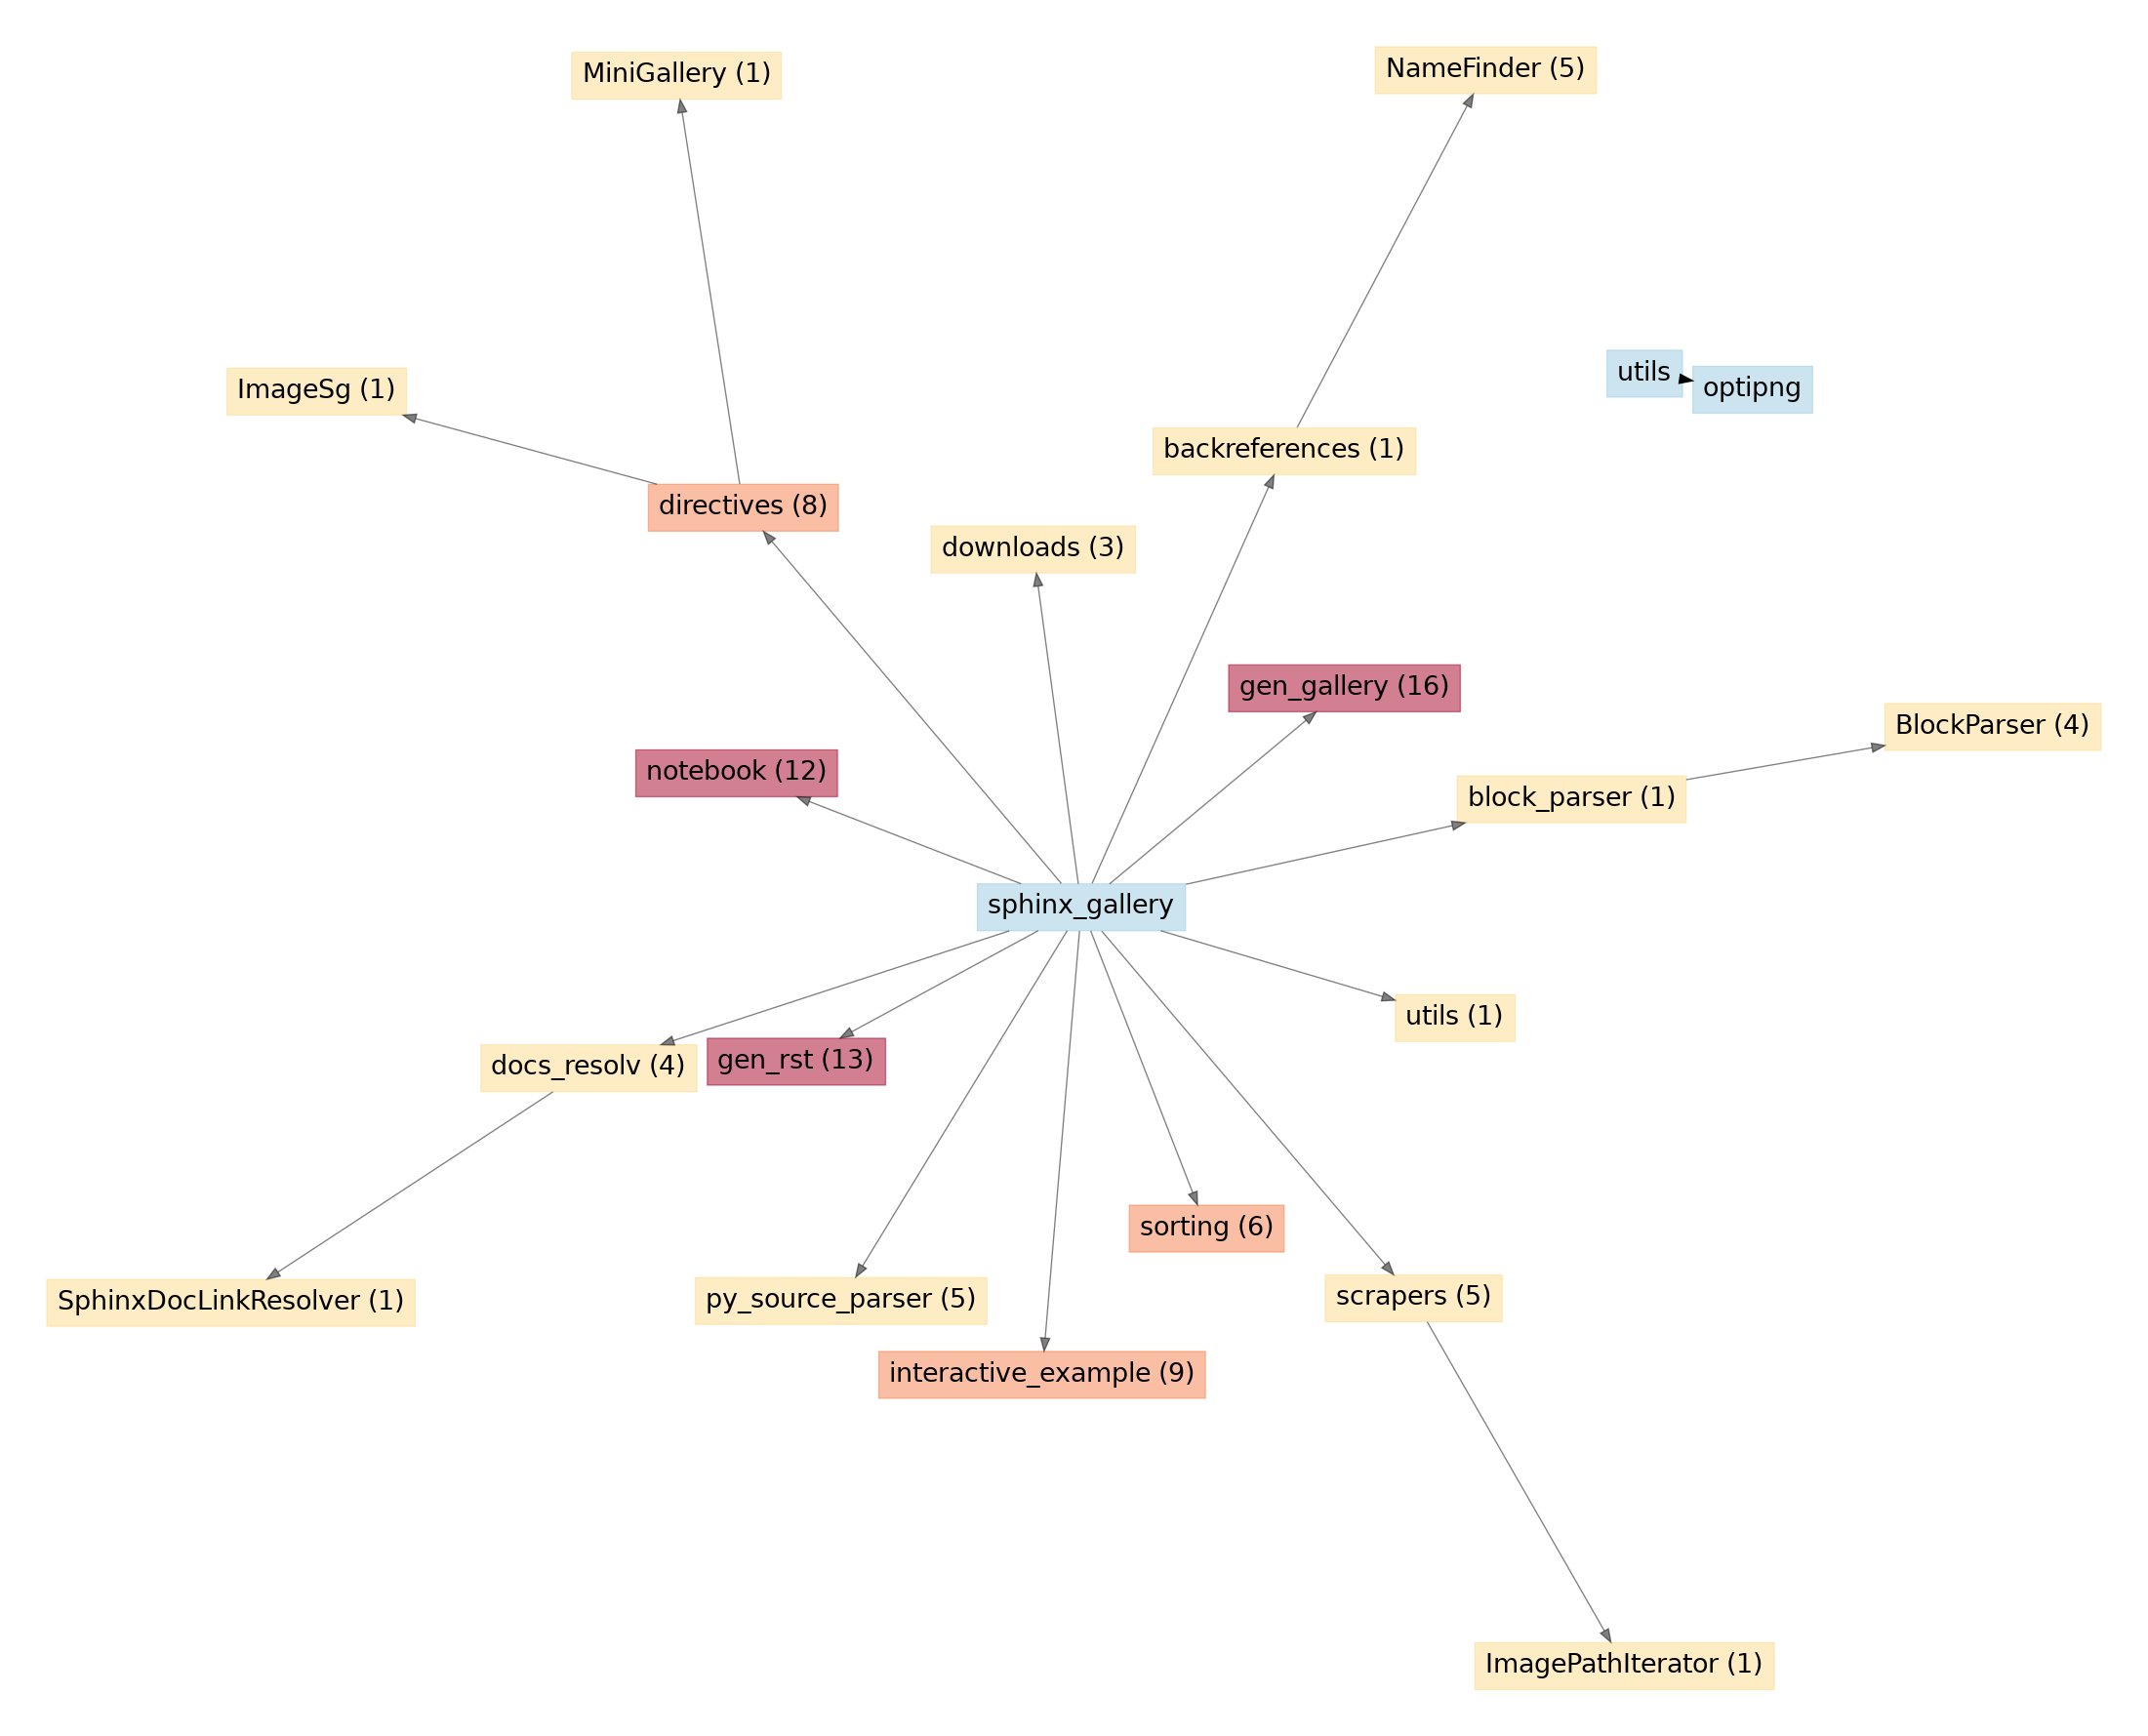 NameFinder (5)
MiniGallery (1)
utils
optipng
ImageSg (1)
backreferences (1)
directives (8)
downloads (3)
gen_gallery (16)
BlockParser (4)
notebook (12)
block_parser (1)
sphinx_gallery
utils (1)
gen_rst (13)
docs_resolv (4)
sorting (6)
scrapers (5)
py_source_parser (5)
SphinxDocLinkResolver (1)
interactive_example (9)
ImagePathIterator (1)